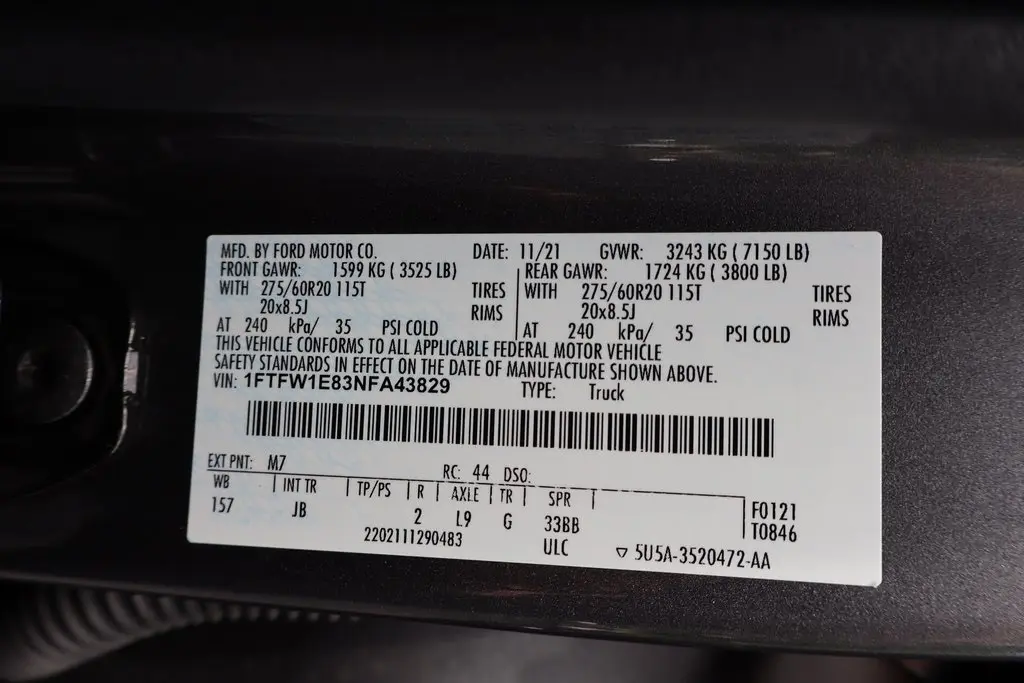 MFD. BY FORD MOTOR CO. DATE: 11/21 GVWR: 3243 KG ( 7150 LB)
FRONT GAWR: 1599 KG ( 3525 LB) REAR GAWR: 1724 KG ( 3800 LB)
WITH 275/60R20 115T TIRES WITH 275/60R20 115T TIRES
20x8.5J RIMS 20x8.5J RIMS
AT 240 kPa/ 35 PSI COLD AT 240 kPa/ 35 PSI COLD
THIS VEHICLE CONFORMS TO ALL APPLICABLE FEDERAL MOTOR VEHICLE
SAFETY STANDARDS IN EFFECT ON THE DATE OF MANUFACTURE SHOWN ABOVE.
VIN: 1FTFW1E83NFA43829 TYPE: Truck
EXT PNT: M7 RC: 44 DSO:
WB INT TR TP/PS R AXLE TR SPR
157 JB 2 L9 G 33BB F0121
2202111290483 ULC T0846
▽ 5U5A-3520472-AA